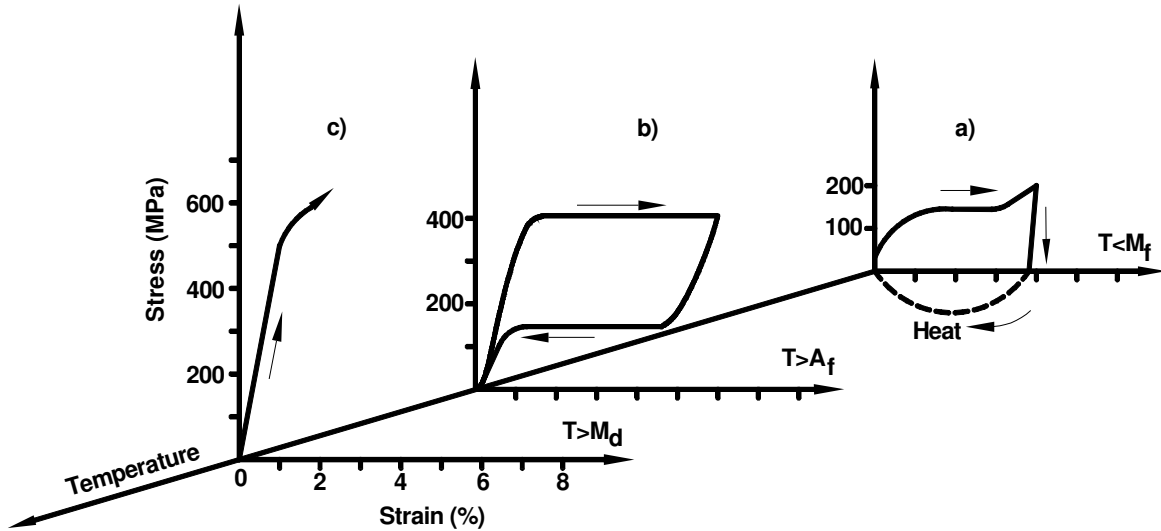 c)
b)
a)
Stress (MPa)
600
400
200
400
200
200
100
T<Mf
Heat
T>Af
T>Md
Temperature
0 2 4 6 8
Strain (%)